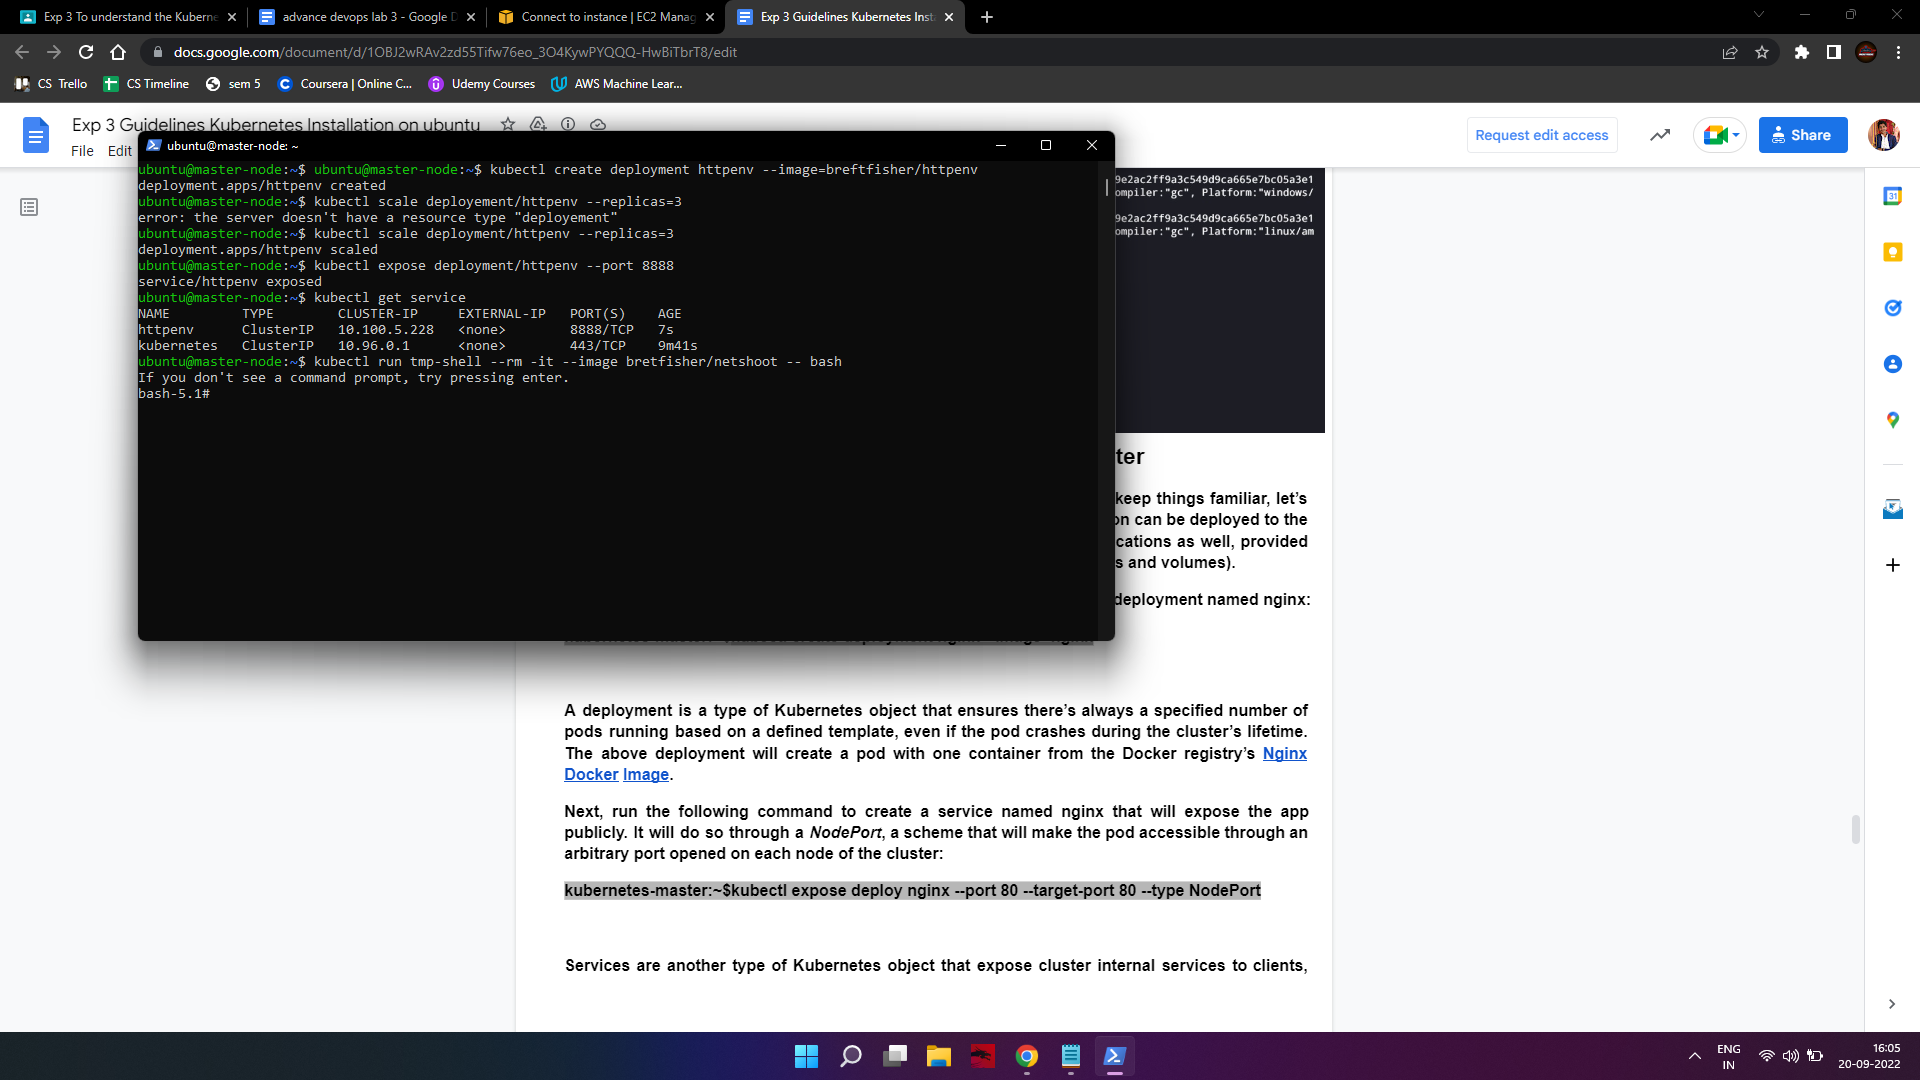 Exp 3 To understand the Kuberne
advance devops lab 3 - Google D
Connect to instance | EC2 Manag
Exp 3 Guidelines Kubernetes Inst
docs.google.com/document/d/1OBJ2wRAv2zd55Tifw76eo_3O4KywPYQQQ-HwBiTbrT8/edit
CS Trello
CS Timeline
sem 5
Coursera | Online C...
Udemy Courses
AWS Machine Lear...
Exp 3 Guidelines Kubernetes Installation on ubuntu
File Edit
Request edit access
Share
ubuntu@master-node: ~
ubuntu@master-node:~$ ubuntu@master-node:~$ kubectl create deployment httpenv --image=breftfisher/httpenv
deployment.apps/httpenv created
ubuntu@master-node:~$ kubectl scale deployement/httpenv --replicas=3
error: the server doesn't have a resource type "deployement"
ubuntu@master-node:~$ kubectl scale deployment/httpenv --replicas=3
deployment.apps/httpenv scaled
ubuntu@master-node:~$ kubectl expose deployment/httpenv --port 8888
service/httpenv exposed
ubuntu@master-node:~$ kubectl get service
NAME TYPE CLUSTER-IP EXTERNAL-IP PORT(S) AGE
httpenv ClusterIP 10.100.5.228 <none> 8888/TCP 7s
kubernetes ClusterIP 10.96.0.1 <none> 443/TCP 9m41s
ubuntu@master-node:~$ kubectl run tmp-shell --rm -it --image bretfisher/netshoot -- bash
If you don't see a command prompt, try pressing enter.
bash-5.1#
9e2ac2ff9a3c549d9ca665e7bc05a3e1
ompiler:"gc", Platform:"windows/
9e2ac2ff9a3c549d9ca665e7bc05a3e1
ompiler:"gc", Platform:"linux/am
ter
keep things familiar, let's
on can be deployed to the
cations as well, provided
s and volumes).
deployment named nginx:
A deployment is a type of Kubernetes object that ensures there's always a specified number of
pods running based on a defined template, even if the pod crashes during the cluster's lifetime.
The above deployment will create a pod with one container from the Docker registry's Nginx
Docker Image.
Next, run the following command to create a service named nginx that will expose the app
publicly. It will do so through a NodePort, a scheme that will make the pod accessible through an
arbitrary port opened on each node of the cluster:
kubernetes-master:~$kubectl expose deploy nginx --port 80 --target-port 80 --type NodePort
Services are another type of Kubernetes object that expose cluster internal services to clients,
31
ENG
IN
16:05
20-09-2022